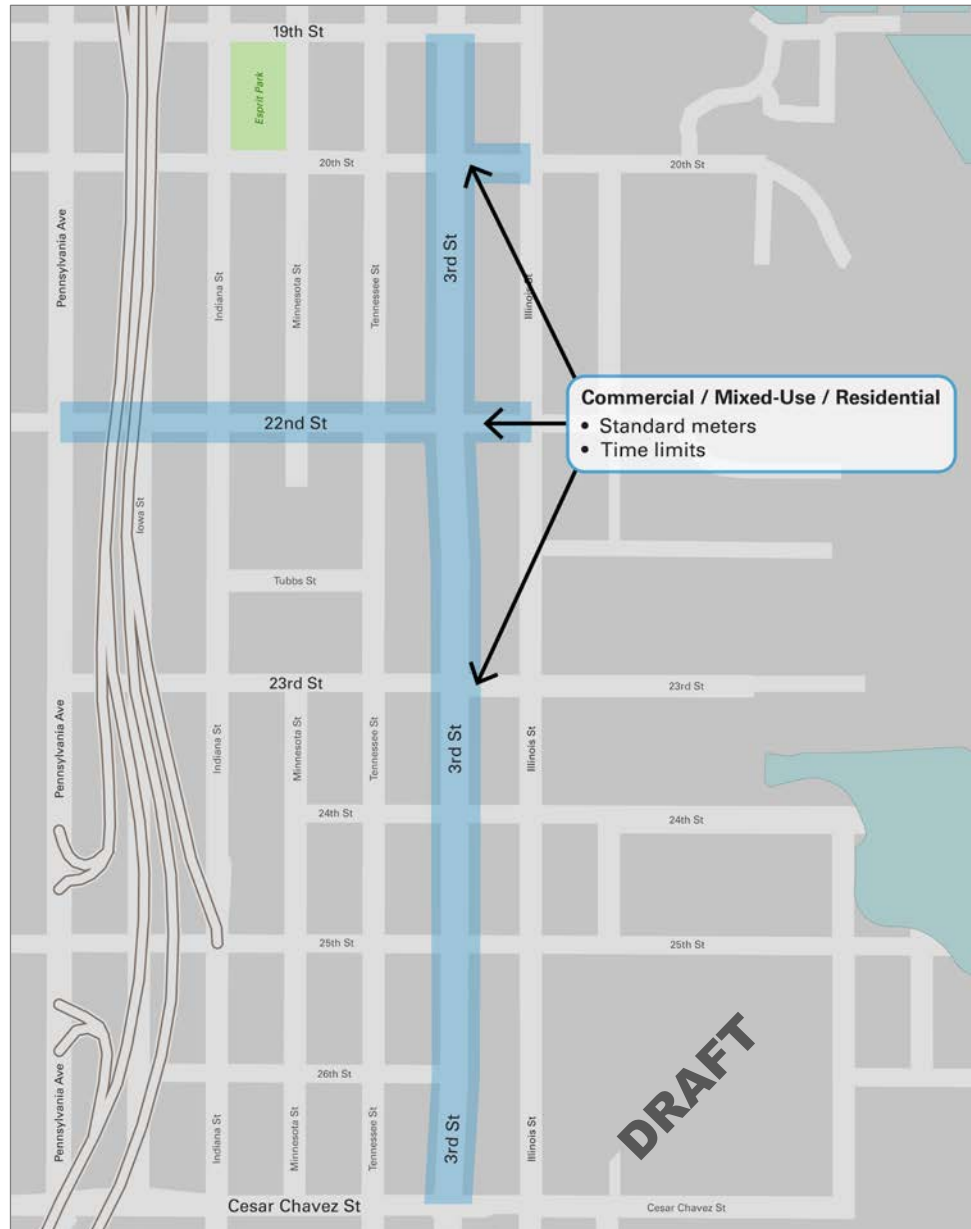 19th St
Esprit Park
20th St
20th St
Pennsylvania Ave
Indiana St
Minnesota St
Tennessee St
3rd St
Illinois St
Commercial / Mixed-Use / Residential
• Standard meters
• Time limits
22nd St
Iowa St
Tubbs St
23rd St
23rd St
Pennsylvania Ave
Indiana St
Minnesota St
Tennessee St
3rd St
Illinois St
24th St
24th St
25th St
25th St
DRAFT
26th St
Pennsylvania Ave
Indiana St
Minnesota St
Tennessee St
3rd St
Illinois St
Cesar Chavez St
Cesar Chavez St